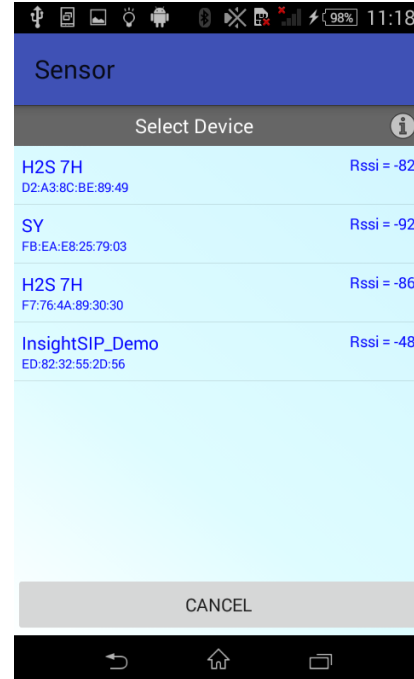 98% 11:18
Sensor
Select Device
H2S 7H Rssi = -82
D2:A3:8C:BE:89:49
SY Rssi = -92
FB:EA:E8:25:79:03
H2S 7H Rssi = -86
F7:76:4A:89:30:30
InsightSIP_Demo Rssi = -48
ED:82:32:55:2D:56
CANCEL